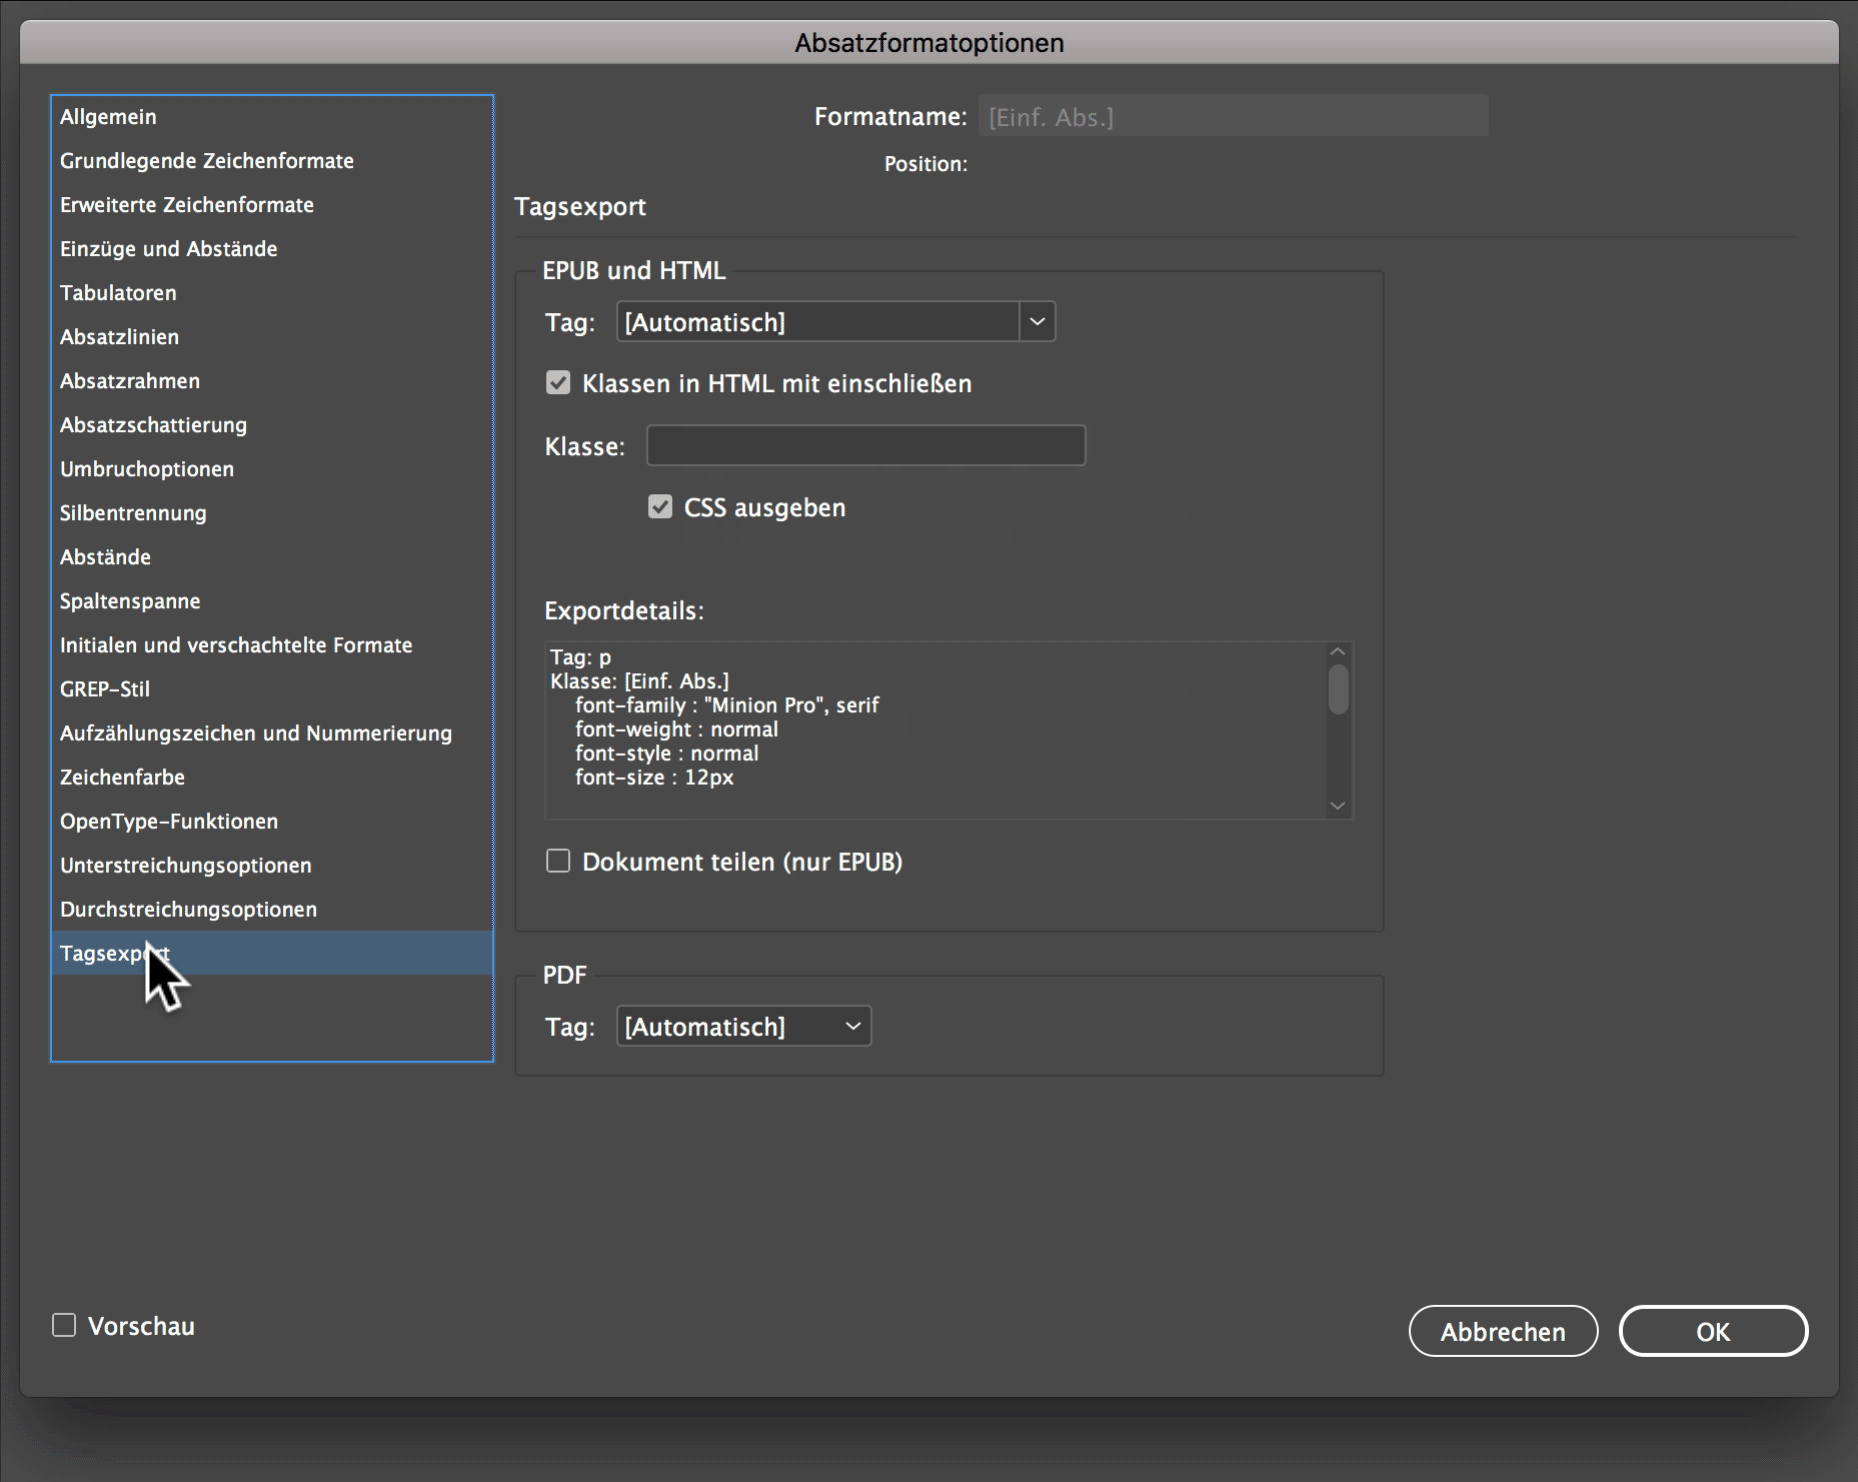 Absatzformatoptionen
Allgemein
Grundlegende Zeichenformate
Erweiterte Zeichenformate
Einzüge und Abstände
Tabulatoren
Absatzlinien
Absatzrahmen
Absatzschattierung
Umbruchoptionen
Silbentrennung
Abstände
Spaltenspanne
Initialen und verschachtelte Formate
GREP-Stil
Aufzählungszeichen und Nummerierung
Zeichenfarbe
OpenType-Funktionen
Unterstreichungsoptionen
Durchstreichungsoptionen
Tagsexport
Formatname: [Einf. Abs.]
Position:
Tagsexport
EPUB und HTML
Tag: [Automatisch]
Klassen in HTML mit einschließen
Klasse:
CSS ausgeben
Exportdetails:
Tag: p
Klasse: [Einf. Abs.]
font-family : "Minion Pro", serif
font-weight : normal
font-style : normal
font-size : 12px
Dokument teilen (nur EPUB)
PDF
Tag: [Automatisch]
Vorschau
Abbrechen
OK